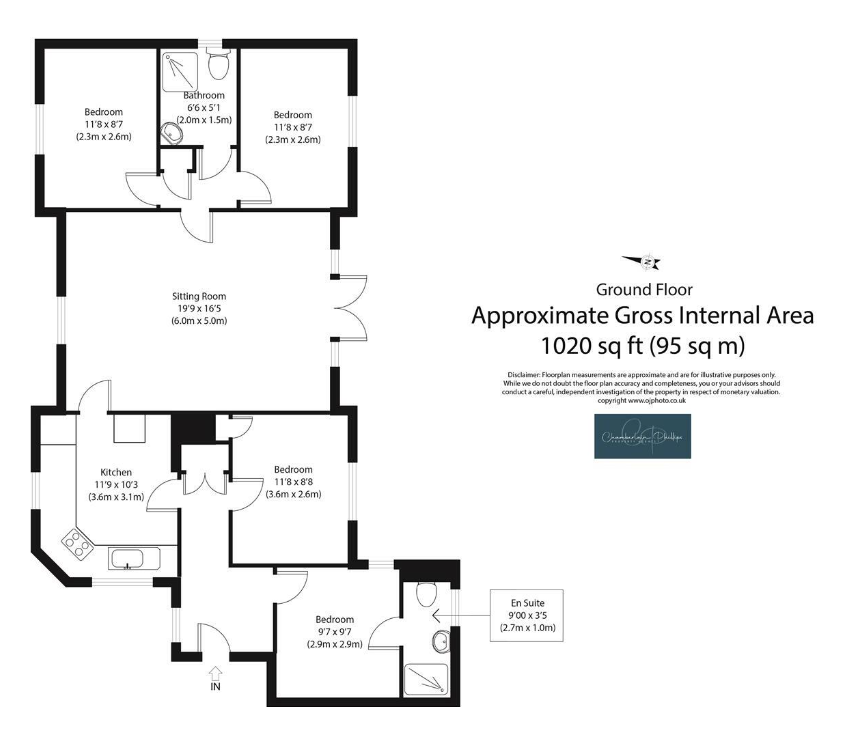 Bathroom
6'6 x 5'1
(2.0m x 1.5m)
Bedroom
11'8 x 8'7
(2.3m x 2.6m)
Bedroom
11'8 x 8'7
(2.3m x 2.6m)
Sitting Room
19'9 x 16'5
(6.0m x 5.0m)
N
Ground Floor
Approximate Gross Internal Area
1020 sq ft (95 sq m)
Disclaimer: Floorplan measurements are approximate and are for illustrative purposes only.
While we do not doubt the floor plan accuracy and completeness, you or your advisors should
conduct a careful, independent investigation of the property in respect of monetary valuation.
copyright www.ojphoto.co.uk
Chamberlain Phillips
Kitchen
11'9 x 10'3
(3.6m x 3.1m)
Bedroom
11'8 x 8'8
(3.6m x 2.6m)
Bedroom
9'7 x 9'7
(2.9m x 2.9m)
En Suite
9'00 x 3'5
(2.7m x 1.0m)
IN